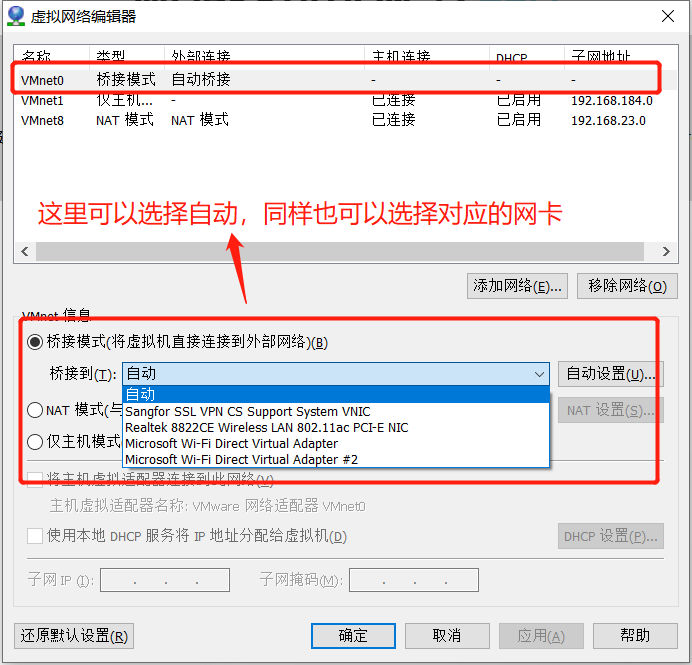 虚拟网络编辑器
名称 类型 外部连接 主机连接 DHCP 子网地址
VMnet0 桥接模式 自动桥接 - - -
VMnet1 仅主机... - 已连接 已启用 192.168.184.0
VMnet8 NAT 模式 NAT 模式 已连接 已启用 192.168.23.0
这里可以选择自动，同样也可以选择对应的网卡
添加网络(E)... 移除网络(O)
VMnet 信息
桥接模式(将虚拟机直接连接到外部网络)(B)
桥接到(T): 自动 自动设置(U)...
自动
Sangfor SSL VPN CS Support System VNIC
NAT 模式(与 NAT 设置(S)...
Realtek 8822CE Wireless LAN 802.11ac PCI-E NIC
仅主机模式 Microsoft Wi-Fi Direct Virtual Adapter
Microsoft Wi-Fi Direct Virtual Adapter #2
将主机虚拟适配器连接到此网络(V)
主机虚拟适配器名称: VMware 网络适配器 VMnet0
使用本地 DHCP 服务将 IP 地址分配给虚拟机(D) DHCP 设置(P)...
子网 IP (I): . . . 子网掩码(M): . . .
还原默认设置(R) 确定 取消 应用(A) 帮助